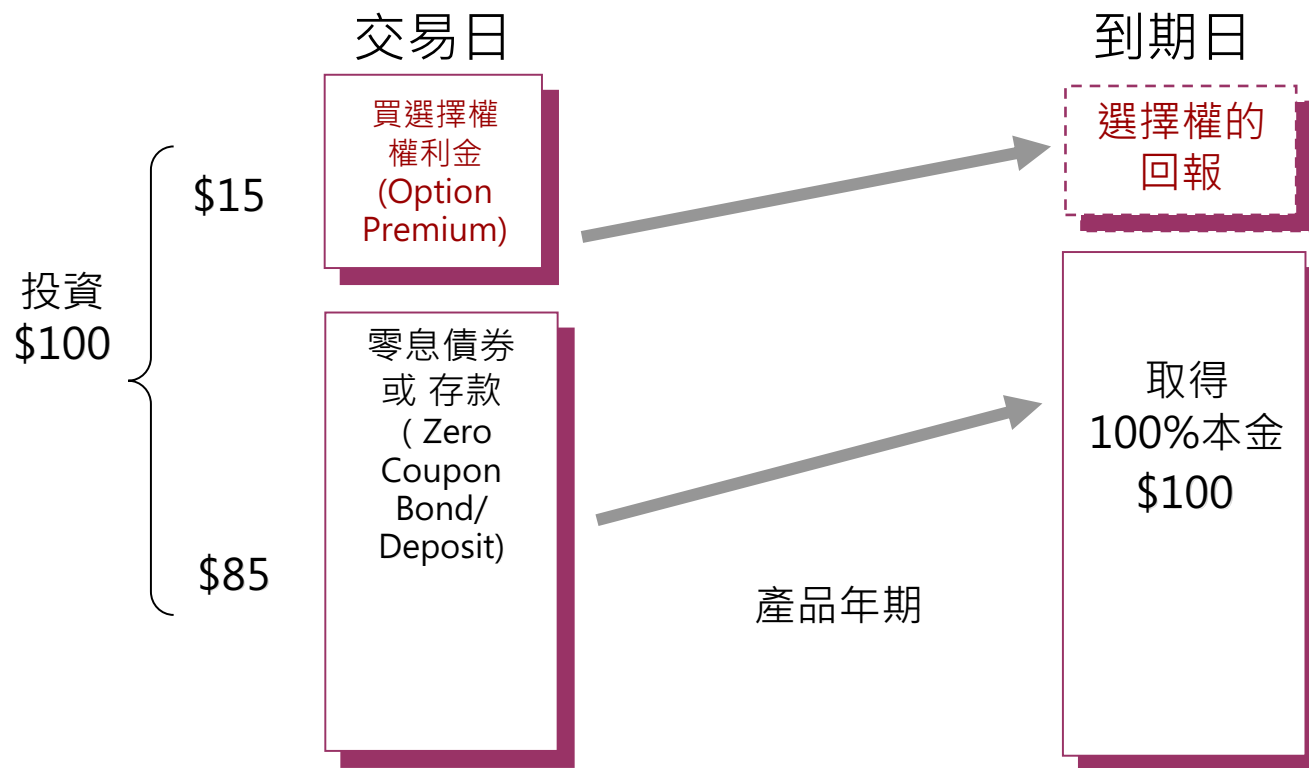 交易日
到期日
買選擇權
權利金
(Option
Premium)
選擇權的
回報
$15
投資
$100
零息債券
或 存款
( Zero
Coupon
Bond/
Deposit)
取得
100%本金
$100
$85
產品年期